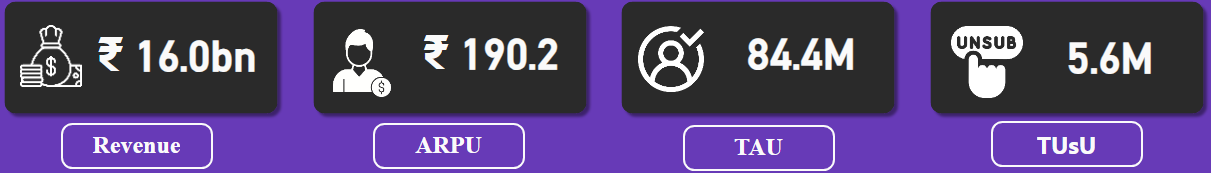 ₹ 16.0bn
Revenue
₹ 190.2
ARPU
84.4M
TAU
UNSUB
5.6M
TUsU